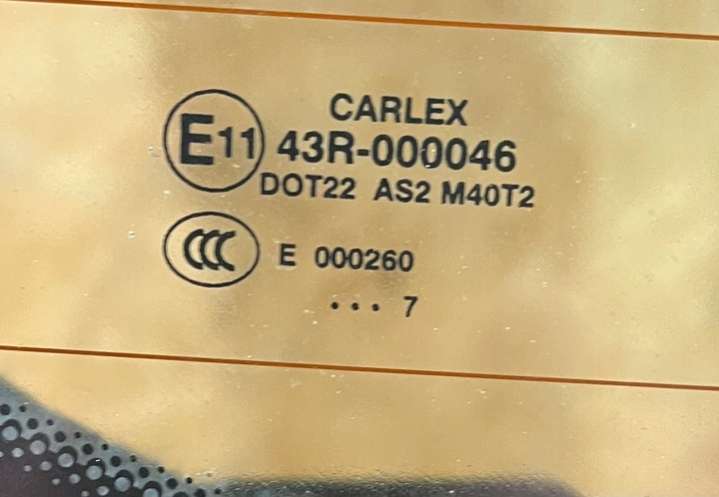 CARLEX
E11 43R-000046
DOT22 AS2 M40T2
CCC E 000260
... 7